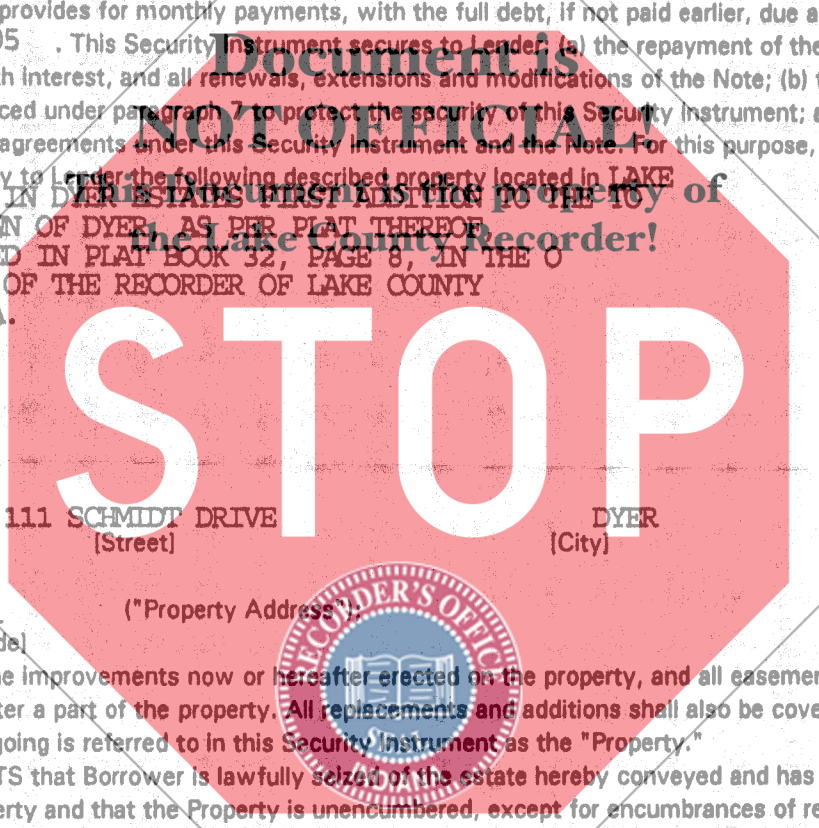 provides for monthly payments, with the full debt, if not paid earlier, due a
95 . This Security Instrument secures to Lender: (a) the repayment of the
h interest, and all renewals, extensions and modifications of the Note; (b) t
ced under paragraph 7 to protect the security of this Security Instrument; a
agreements under this Security Instrument and the Note. For this purpose,
y to Lender the following described property located in LAKE
Document is
NOT OFFICIAL!
This Document is the property of
the Lake County Recorder!
IN DYER ESTATES FIRST ADDITION TO THE TO
N OF DYER, AS PER PLAT THEREOF
D IN PLAT BOOK 32, PAGE 8, IN THE O
OF THE RECORDER OF LAKE COUNTY
A.
STOP
111 SCHMIDT DRIVE DYER
[Street] [City]
("Property Address");
de]
RECORDER'S OFFICE
SEAL
INDIANA
e improvements now or hereafter erected on the property, and all easemen
ter a part of the property. All replacements and additions shall also be cove
going is referred to in this Security Instrument as the "Property."
TS that Borrower is lawfully seized of the estate hereby conveyed and has
erty and that the Property is unencumbered, except for encumbrances of re